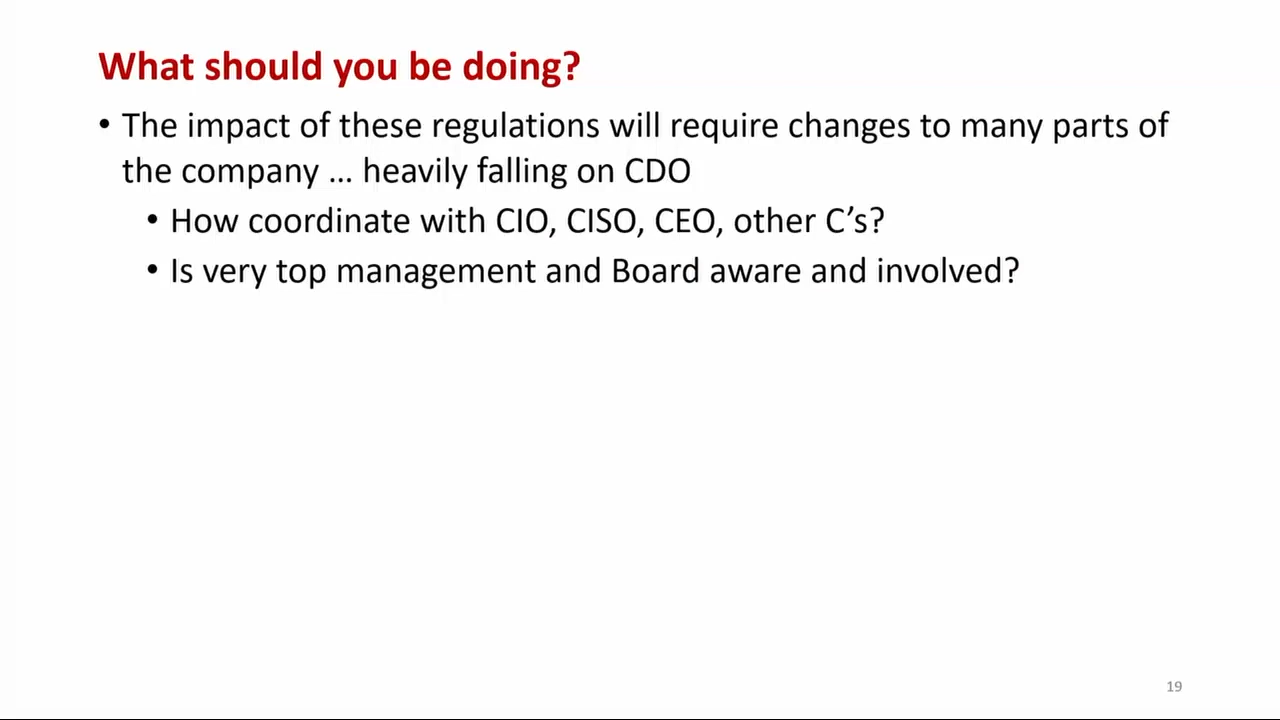 What should you be doing?
• The impact of these regulations will require changes to many parts of
the company … heavily falling on CDO
• How coordinate with CIO, CISO, CEO, other C’s?
• Is very top management and Board aware and involved?
19